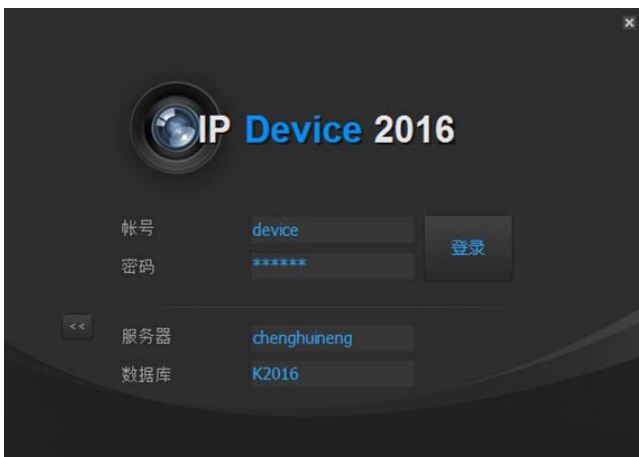 IP Device 2016
帐号 device
密码 ******
登录
<<
服务器 chenghuineng
数据库 K2016